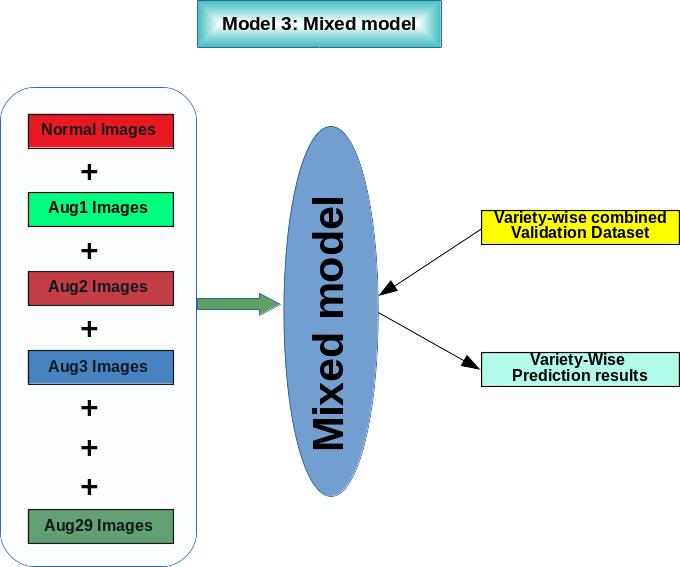 Model 3: Mixed model
Normal Images
+
Aug1 Images
+
Aug2 Images
+
Aug3 Images
+
+
+
Aug29 Images
Mixed model
Variety-wise combined
Validation Dataset
Variety-Wise
Prediction results